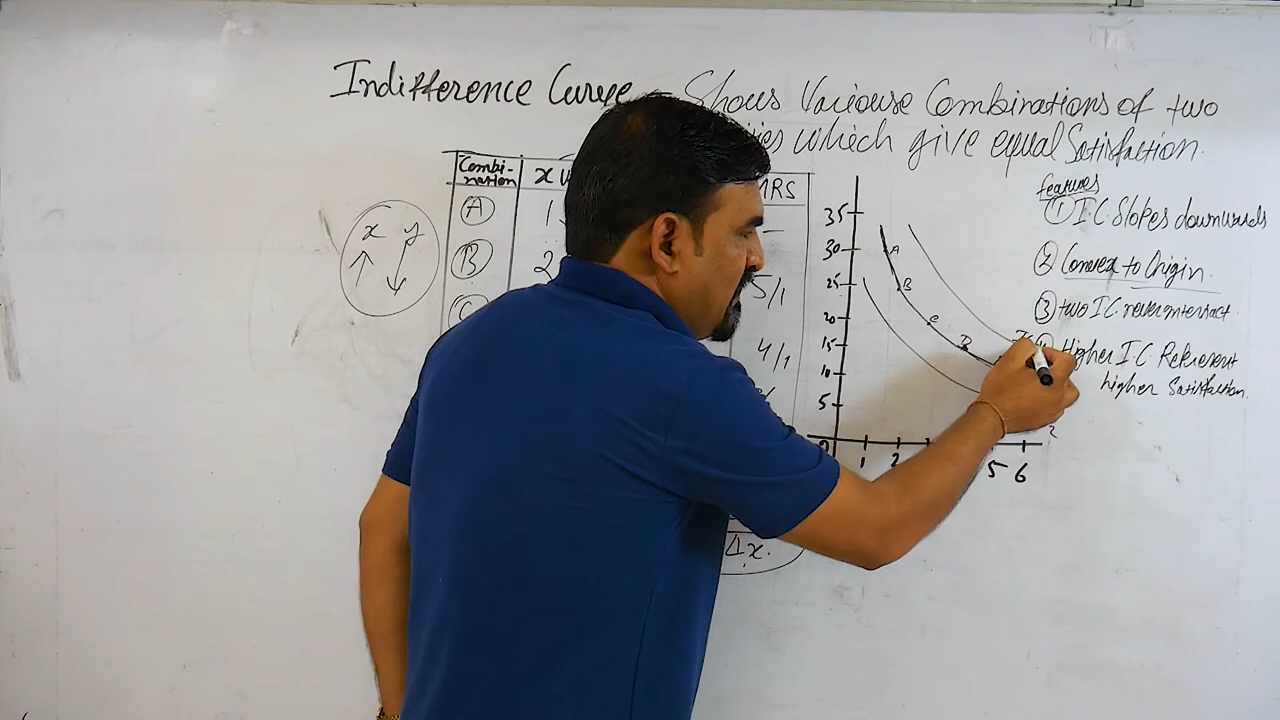 Indifference Curve - Shows Variouse Combinations of two
which give equal Satisfaction.
Combi-
nation x MRS
A 1 —
B 2 5/1
4/1
Δx.
x y
↑ ↓
35
30 A
25 B
20 C
15
10
5
0 1 2 5 6
features
① I.C Slopes downwards
② Convex to Origin.
③ two IC never intersect
Higher IC Represent
higher Satisfaction.